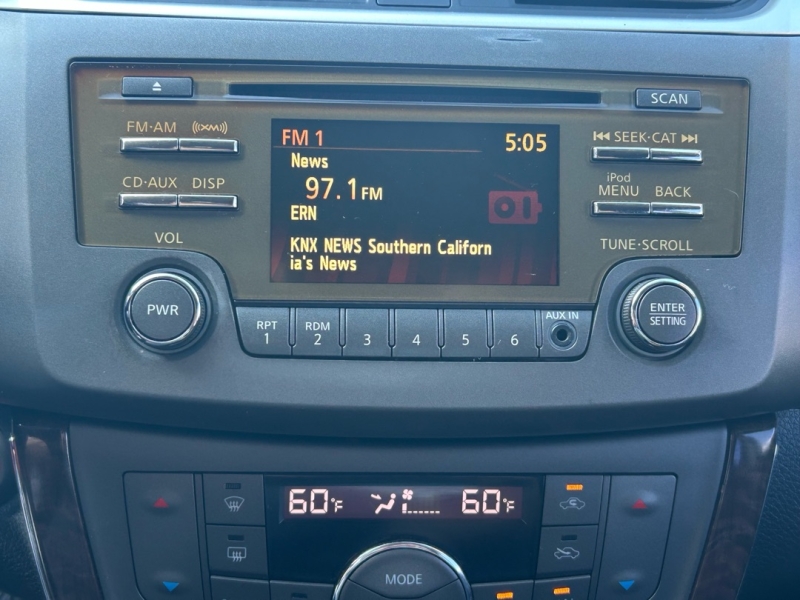 SCAN
FM·AM
((XM))
SEEK·CAT
CD·AUX
DISP
iPod
MENU
BACK
VOL
TUNE·SCROLL
FM 1
5:05
News
97.1FM
ERN
KNX NEWS Southern Californ
ia's News
PWR
ENTER
SETTING
RPT
1
RDM
2
3
4
5
6
AUX IN
60°F
60°F
MODE